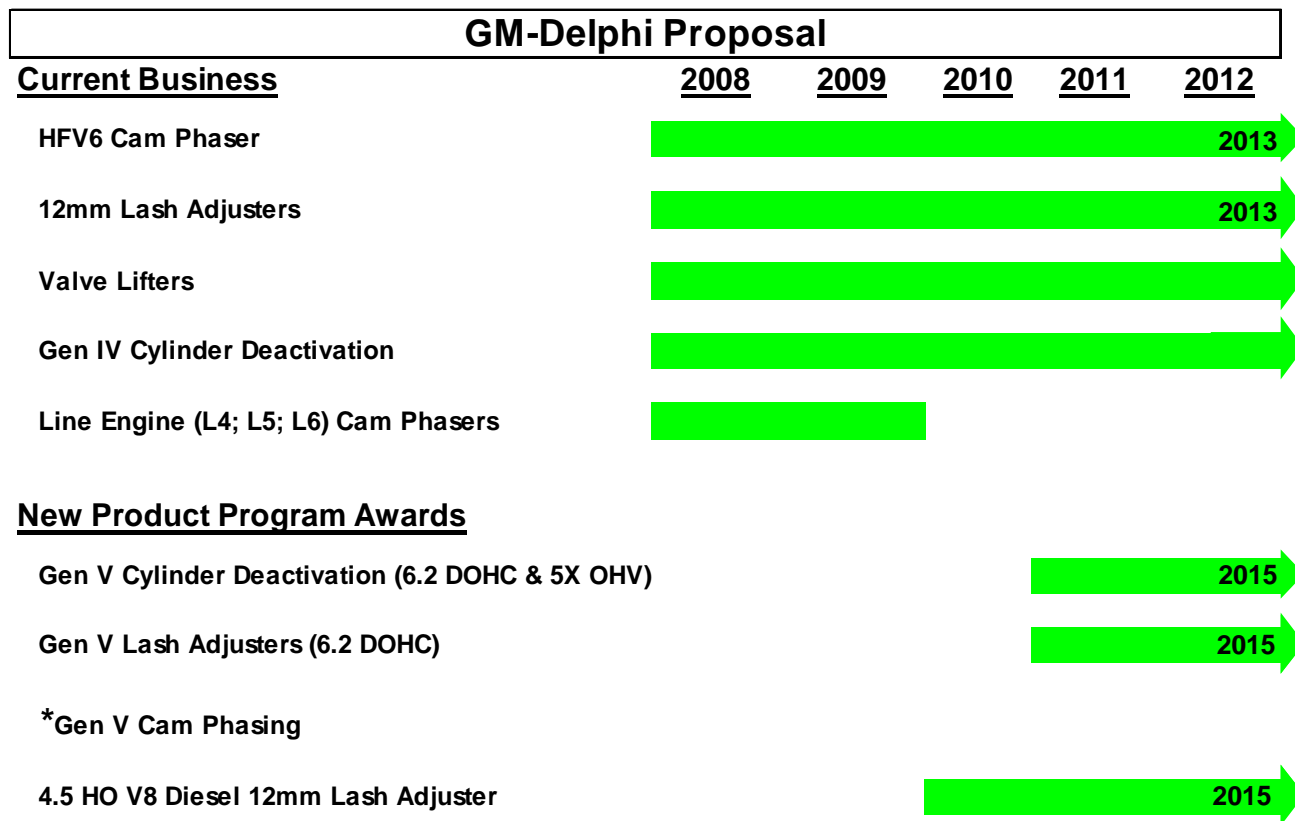 GM-Delphi Proposal
Current Business 2008 2009 2010 2011 2012
HFV6 Cam Phaser 2013
12mm Lash Adjusters 2013
Valve Lifters
Gen IV Cylinder Deactivation
Line Engine (L4; L5; L6) Cam Phasers
New Product Program Awards
Gen V Cylinder Deactivation (6.2 DOHC & 5X OHV) 2015
Gen V Lash Adjusters (6.2 DOHC) 2015
*Gen V Cam Phasing
4.5 HO V8 Diesel 12mm Lash Adjuster 2015